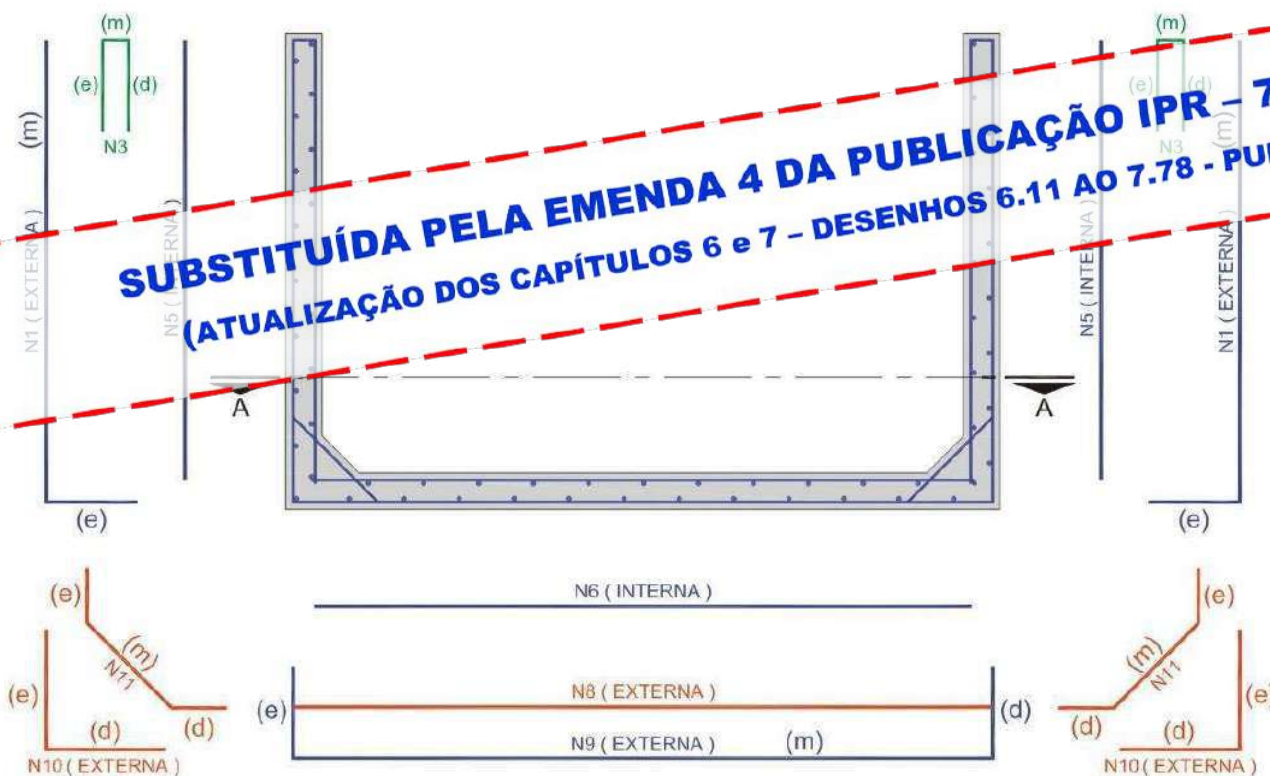 (m)
(e)
(d)
N3
(m)
N1 ( EXTERNA )
(e)
N5 ( INTERNA )
(m)
(e)
(d)
N3
(m)
N5 ( INTERNA )
N1 ( EXTERNA )
(e)
SUBSTITUÍDA PELA EMENDA 4 DA PUBLICAÇÃO IPR – 7
(ATUALIZAÇÃO DOS CAPÍTULOS 6 e 7 – DESENHOS 6.11 AO 7.78 - PU
A
A
N6 ( INTERNA )
(e)
(m)
N11
(d)
(e)
(d)
N10 ( EXTERNA )
N8 ( EXTERNA )
(e)
(d)
N9 ( EXTERNA )
(m)
(e)
(m)
N11
(d)
(e)
(d)
N10 ( EXTERNA )